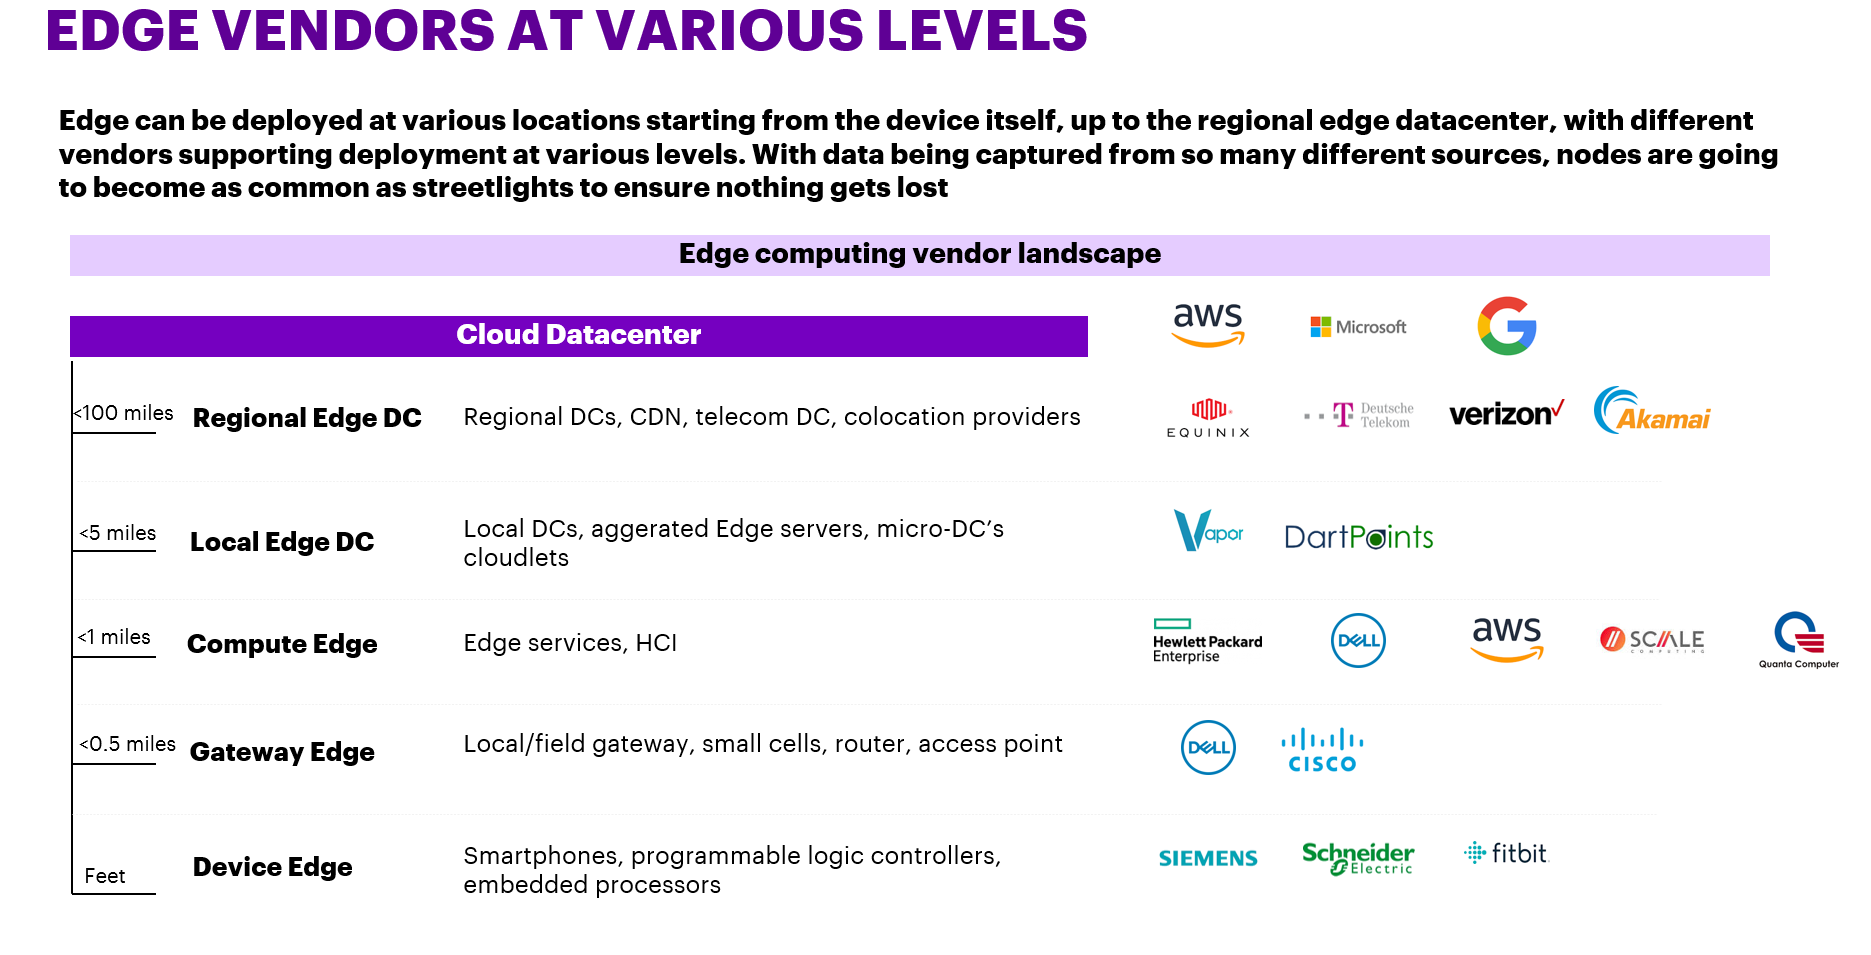 EDGE VENDORS AT VARIOUS LEVELS
Edge can be deployed at various locations starting from the device itself, up to the regional edge datacenter, with different
vendors supporting deployment at various levels. With data being captured from so many different sources, nodes are going
to become as common as streetlights to ensure nothing gets lost
Edge computing vendor landscape
Cloud Datacenter
aws
Microsoft
G
<100 miles
Regional Edge DC
Regional DCs, CDN, telecom DC, colocation providers
EQUINIX
T Deutsche
Telekom
verizon
Akamai
<5 miles
Local Edge DC
Local DCs, aggerated Edge servers, micro-DC’s
cloudlets
Vapor
DartPoints
<1 miles
Compute Edge
Edge services, HCI
Hewlett Packard
Enterprise
DELL
aws
SCALE
COMPUTING
Quanta Computer
<0.5 miles
Gateway Edge
Local/field gateway, small cells, router, access point
DELL
CISCO
Feet
Device Edge
Smartphones, programmable logic controllers,
embedded processors
SIEMENS
Schneider
Electric
fitbit